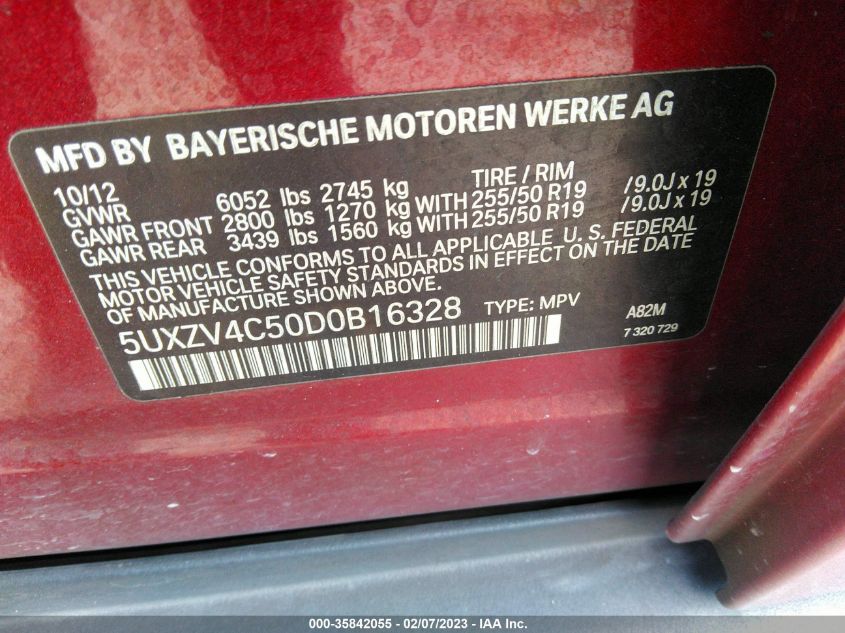 MFD BY BAYERISCHE MOTOREN WERKE AG
10/12 TIRE / RIM
GVWR 6052 lbs 2745 kg
GAWR FRONT 2800 lbs 1270 kg WITH 255/50 R19 /9.0J x 19
GAWR REAR 3439 lbs 1560 kg WITH 255/50 R19 /9.0J x 19
THIS VEHICLE CONFORMS TO ALL APPLICABLE U. S. FEDERAL
MOTOR VEHICLE SAFETY STANDARDS IN EFFECT ON THE DATE
OF MANUFACTURE SHOWN ABOVE.
5UXZV4C50D0B16328 TYPE: MPV A82M
7 320 729
000-35842055 - 02/07/2023 - IAA Inc.